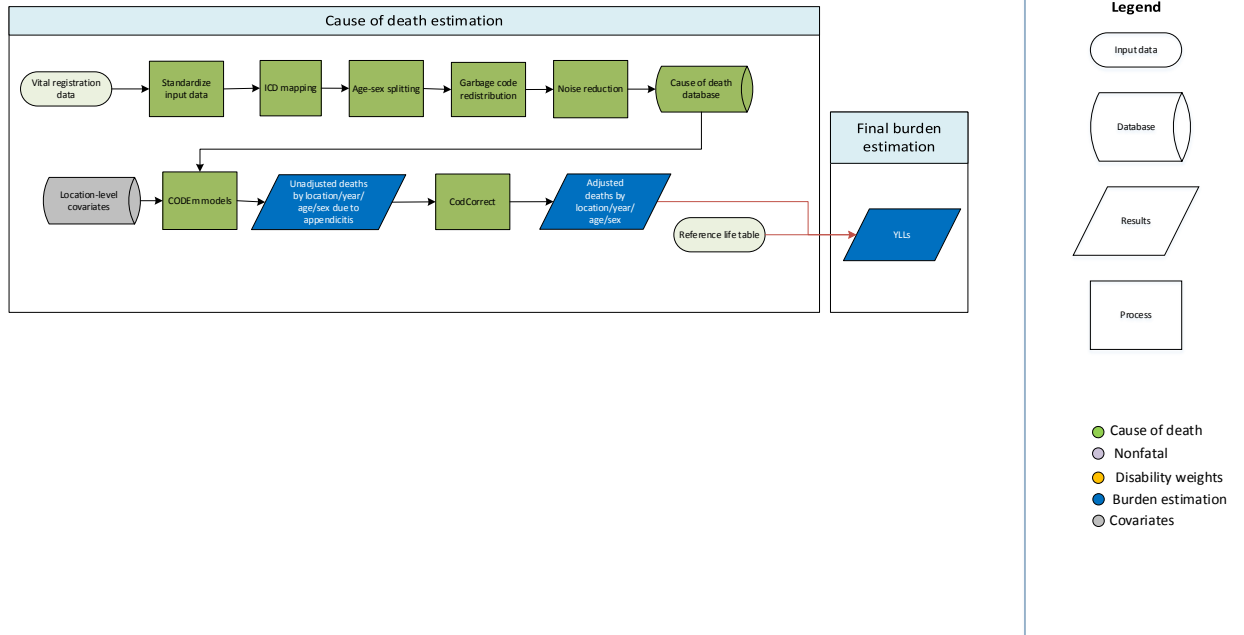 Cause of death estimation
Vital registration
data
Standardize
input data
ICD mapping
Age-sex splitting
Garbage code
redistribution
Noise reduction
Cause of death
database
Location-level
covariates
CODEm models
Unadjusted deaths
by location/year/
age/sex due to
appendicitis
CodCorrect
Adjusted
deaths by
location/year/
age/sex
Reference life table
Final burden
estimation
YLLs
Legend
Input data
Database
Results
Process
Cause of death
Nonfatal
Disability weights
Burden estimation
Covariates